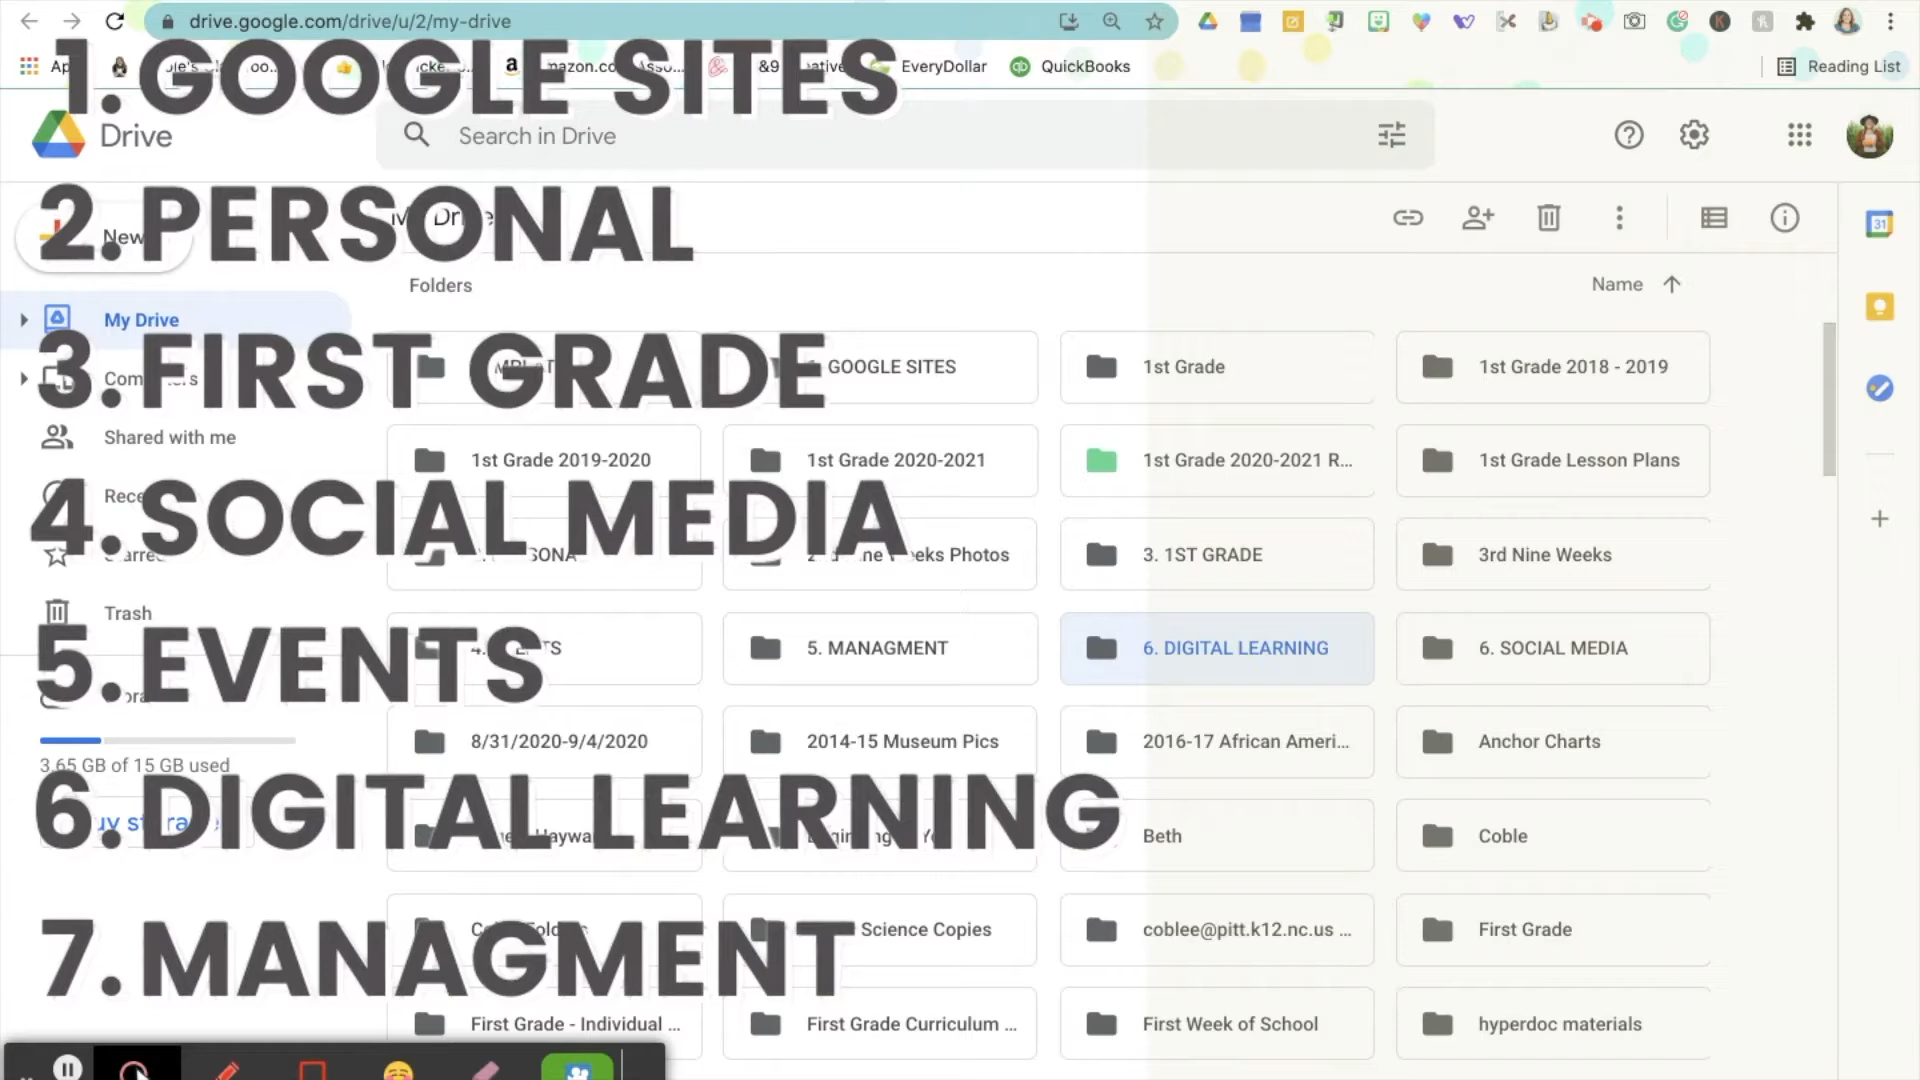 drive.google.com/drive/u/2/my-drive
1. GOOGLE SITES
EveryDollar
QuickBooks
Reading List
Drive
Search in Drive
2. PERSONAL
New
Folders
Name
My Drive
3. FIRST GRADE
GOOGLE SITES
1st Grade
1st Grade 2018 - 2019
Shared with me
1st Grade 2019-2020
1st Grade 2020-2021
1st Grade 2020-2021 R...
1st Grade Lesson Plans
4. SOCIAL MEDIA
Photos
3. 1ST GRADE
3rd Nine Weeks
Trash
5. EVENTS
5. MANAGMENT
6. DIGITAL LEARNING
6. SOCIAL MEDIA
8/31/2020-9/4/2020
2014-15 Museum Pics
2016-17 African Ameri...
Anchor Charts
3.65 GB of 15 GB used
6. DIGITAL LEARNING
Beth
Coble
7. MANAGMENT
Science Copies
coblee@pitt.k12.nc.us ...
First Grade
First Grade - Individual ...
First Grade Curriculum ...
First Week of School
hyperdoc materials